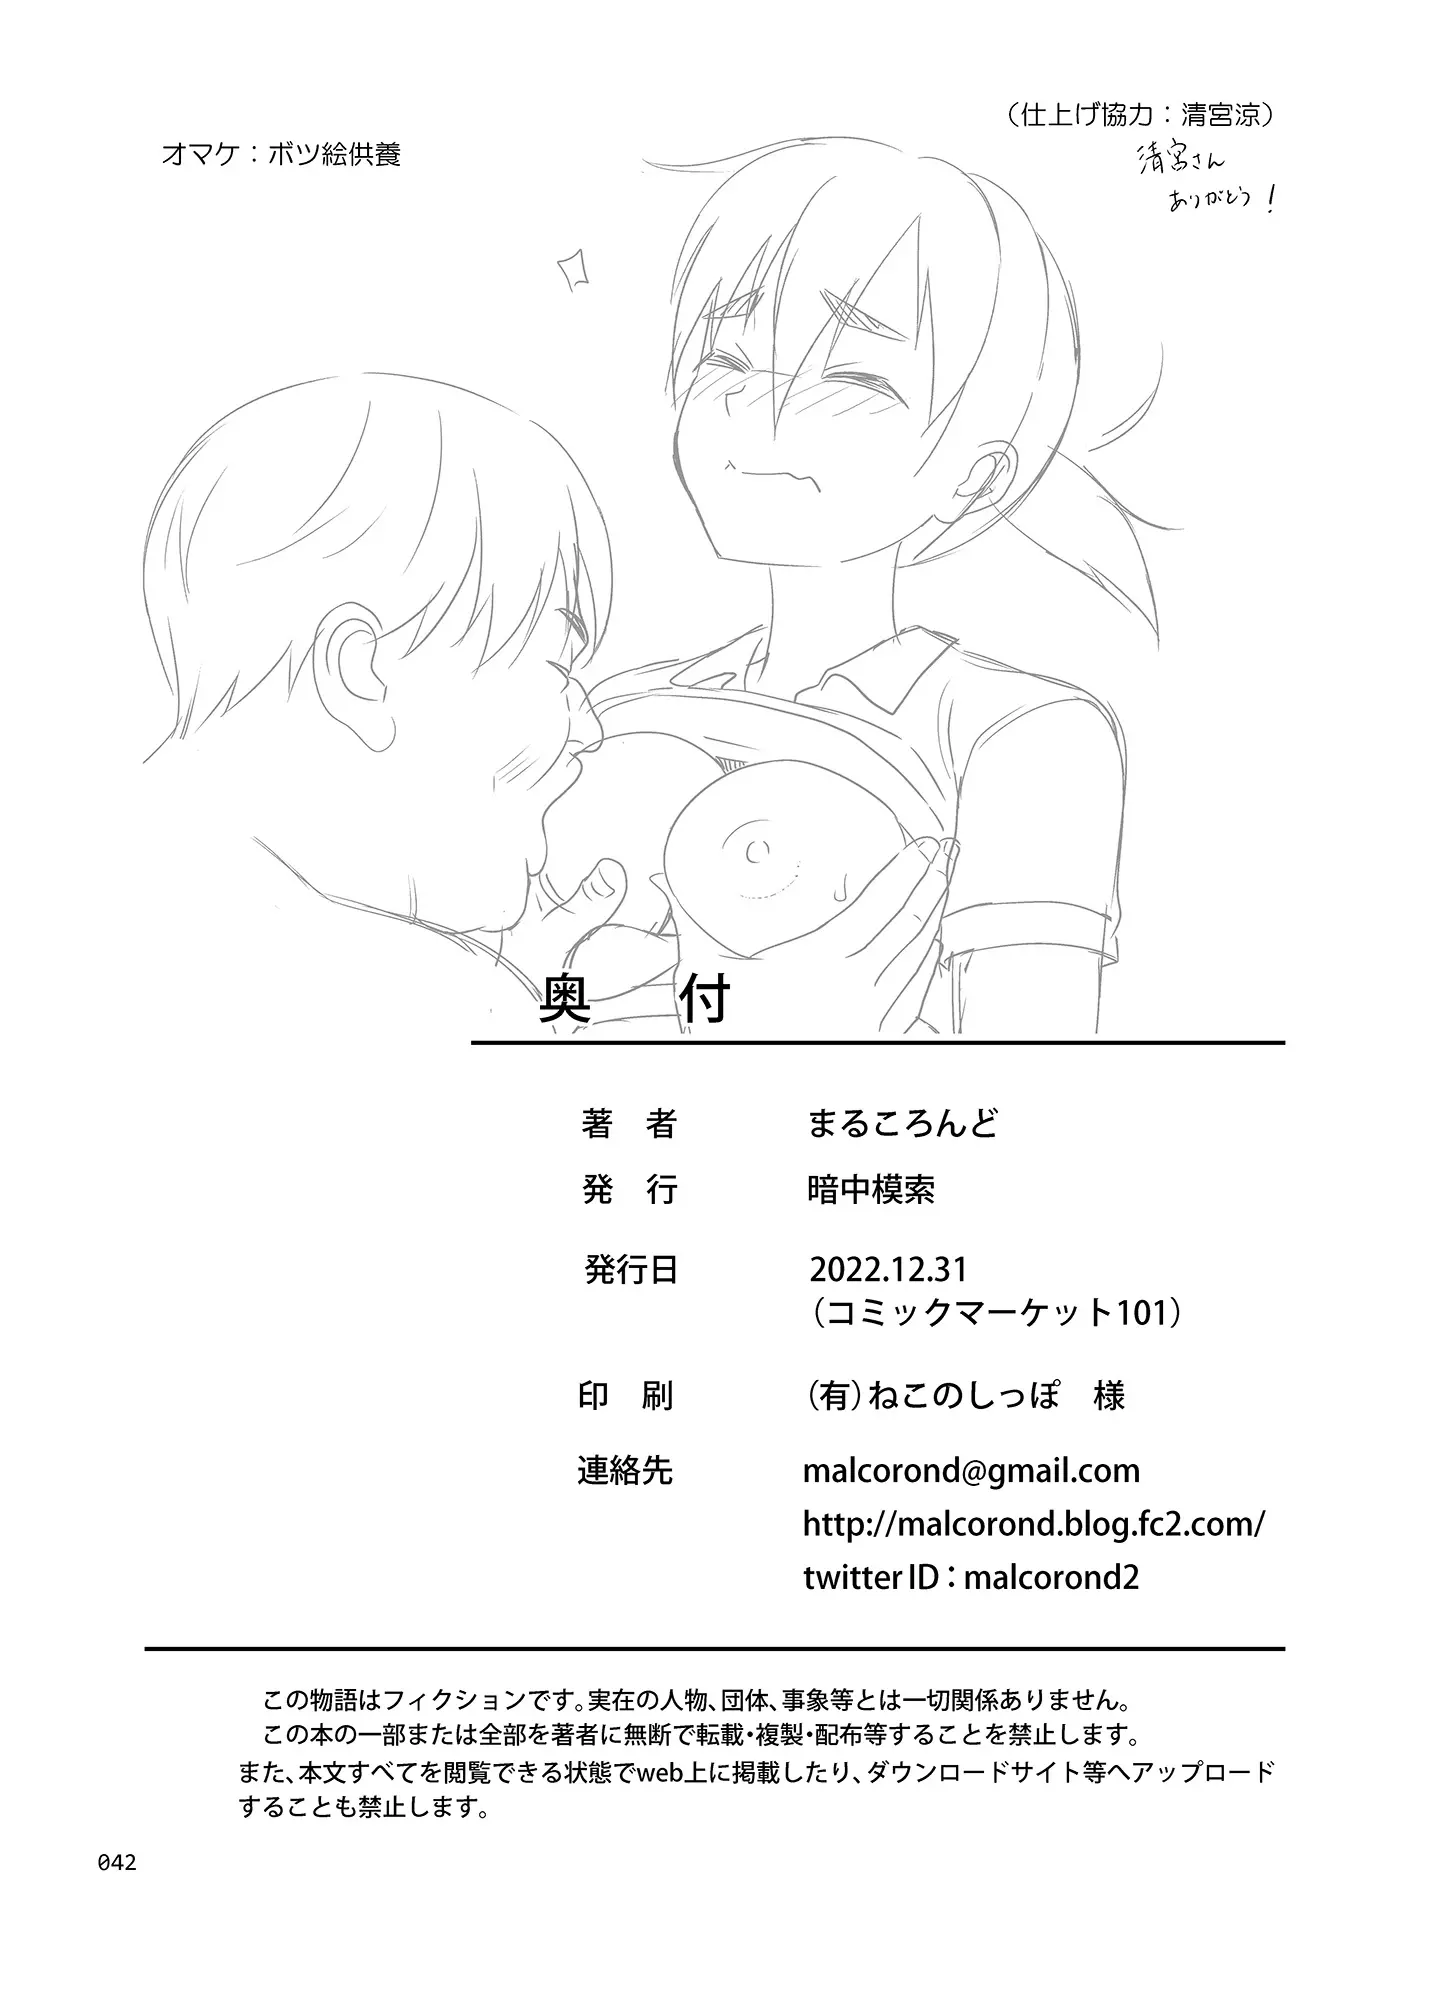 (仕上げ協力：清宮涼)
オマケ：ボツ絵供養
清宮さん
ありがとう！
奥付
著者 まるころんど
発行 暗中模索
発行日 2022.12.31
(コミックマーケット101)
印刷 (有)ねこのしっぽ 様
連絡先 malcorond@gmail.com
http://malcorond.blog.fc2.com/
twitter ID：malcorond2
この物語はフィクションです。実在の人物、団体、事象等とは一切関係ありません。
この本の一部または全部を著者に無断で転載・複製・配布等することを禁止します。
また、本文すべてを閲覧できる状態でweb上に掲載したり、ダウンロードサイト等へアップロード
することも禁止します。
042